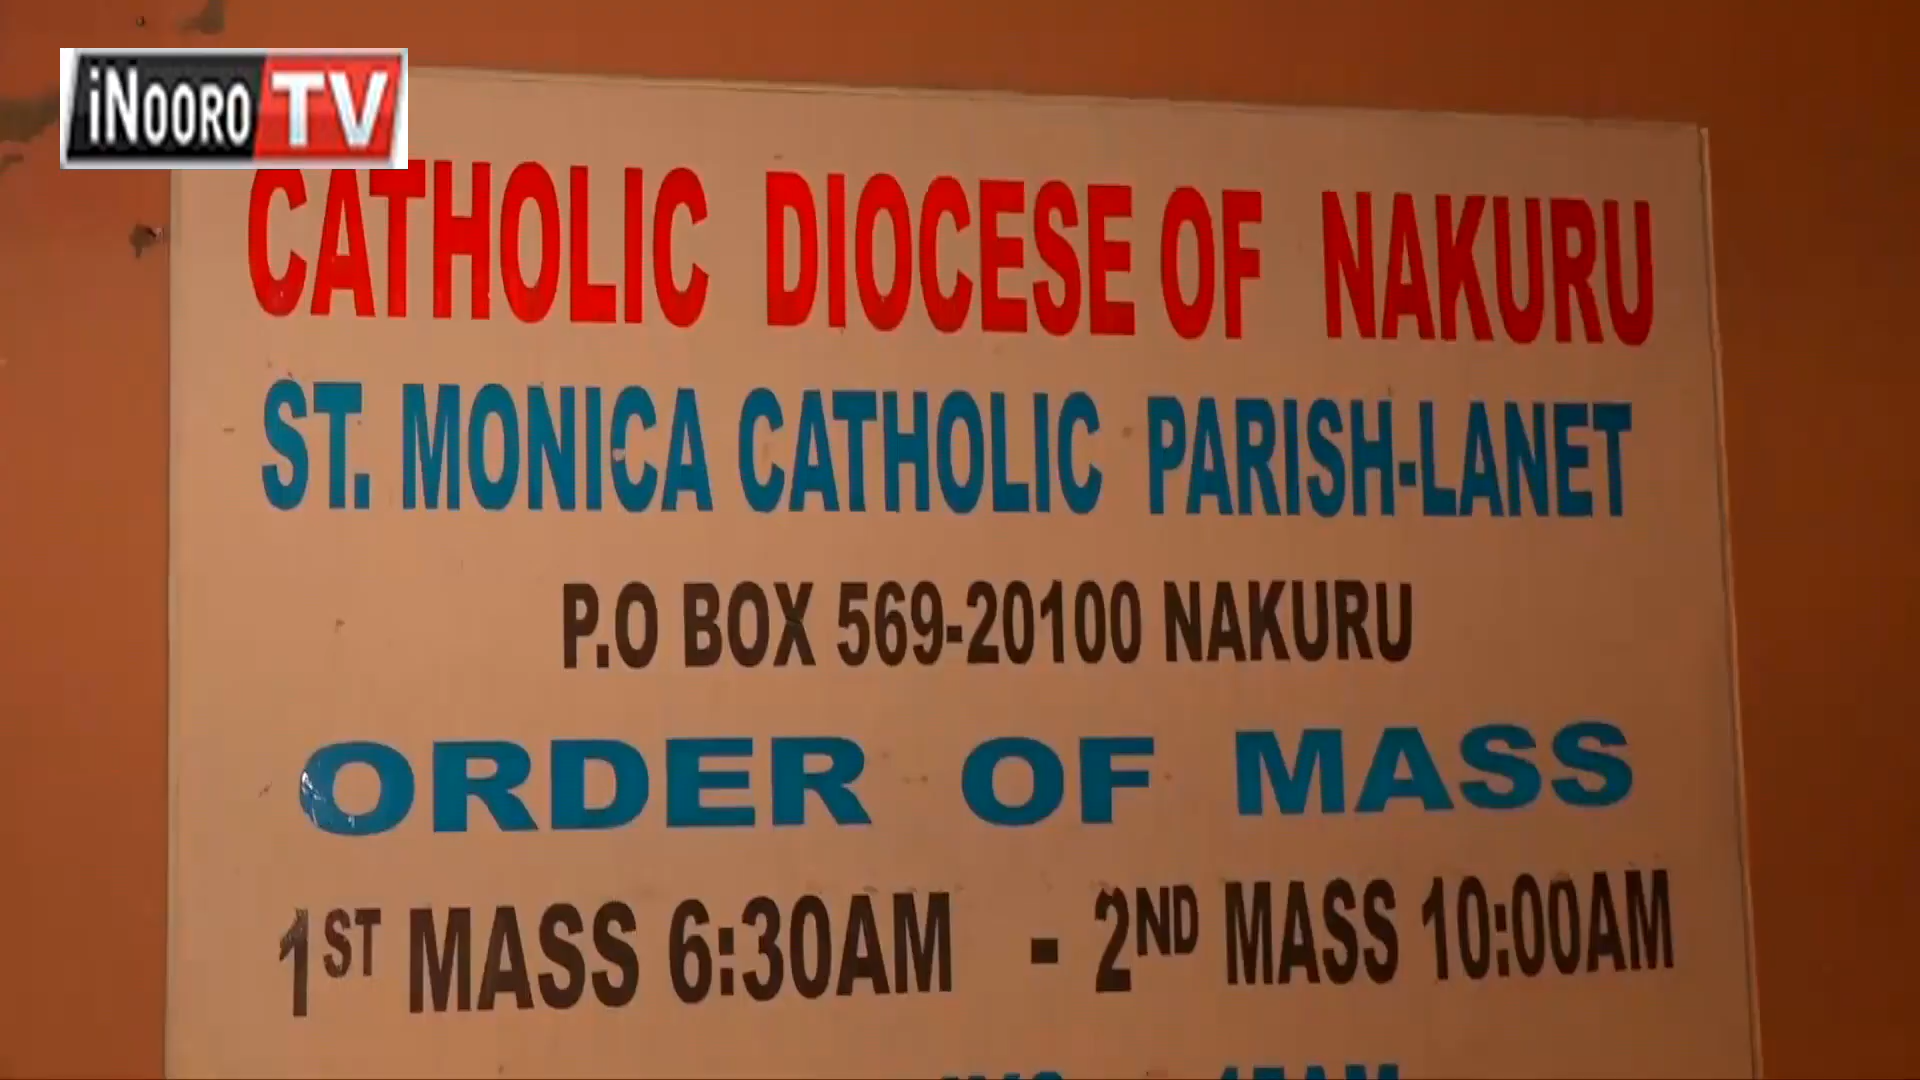 iNooro TV
CATHOLIC DIOCESE OF NAKURU
ST. MONICA CATHOLIC PARISH-LANET
P.O BOX 569-20100 NAKURU
ORDER OF MASS
1ST MASS 6:30AM - 2ND MASS 10:00AM